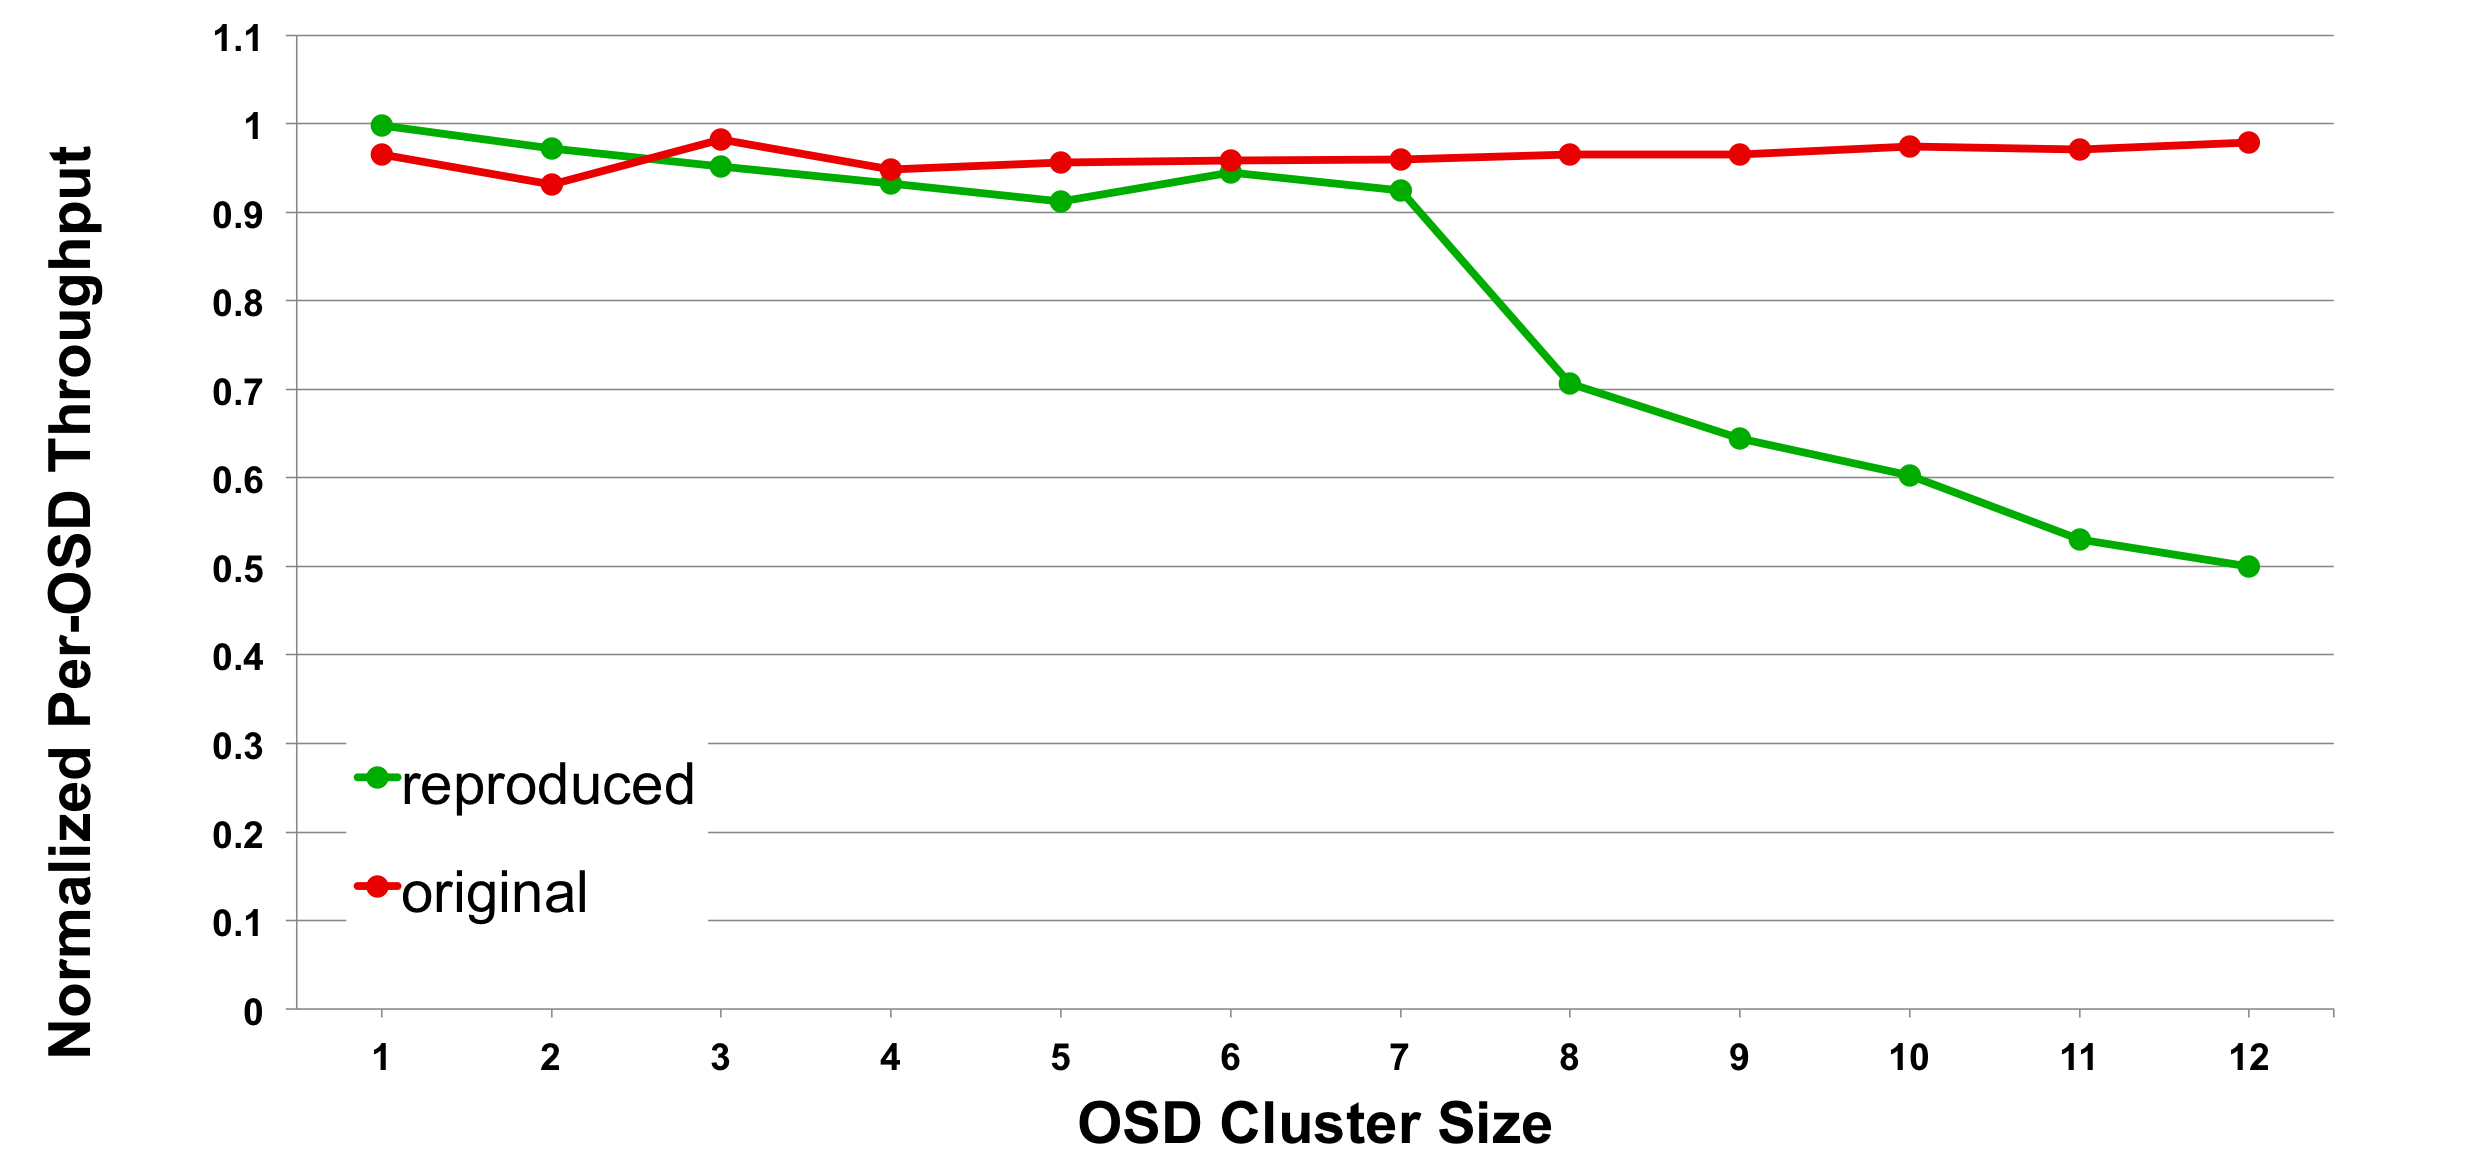 Normalized Per-OSD Throughput
1.1
1
0.9
0.8
0.7
0.6
0.5
0.4
0.3
0.2
0.1
0
reproduced
original
1 2 3 4 5 6 7 8 9 10 11 12
OSD Cluster Size